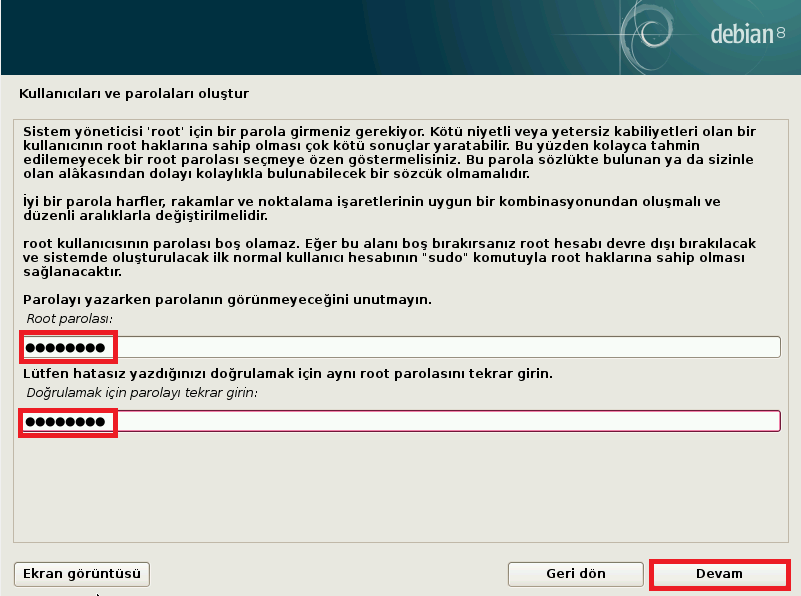 debian 8
Kullanıcıları ve parolaları oluştur
Sistem yöneticisi 'root' için bir parola girmeniz gerekiyor. Kötü niyetli veya yetersiz kabiliyetleri olan bir
kullanıcının root haklarına sahip olması çok kötü sonuçlar yaratabilir. Bu yüzden kolayca tahmin
edilemeyecek bir root parolası seçmeye özen göstermelisiniz. Bu parola sözlükte bulunan ya da sizinle
olan alâkasından dolayı kolaylıkla bulunabilecek bir sözcük olmamalıdır.
İyi bir parola harfler, rakamlar ve noktalama işaretlerinin uygun bir kombinasyonundan oluşmalı ve
düzenli aralıklarla değiştirilmelidir.
root kullanıcısının parolası boş olamaz. Eğer bu alanı boş bırakırsanız root hesabı devre dışı bırakılacak
ve sistemde oluşturulacak ilk normal kullanıcı hesabının "sudo" komutuyla root haklarına sahip olması
sağlanacaktır.
Parolayı yazarken parolanın görünmeyeceğini unutmayın.
Root parolası:
●●●●●●●●
Lütfen hatasız yazdığınızı doğrulamak için aynı root parolasını tekrar girin.
Doğrulamak için parolayı tekrar girin:
●●●●●●●●
Ekran görüntüsü
Geri dön
Devam